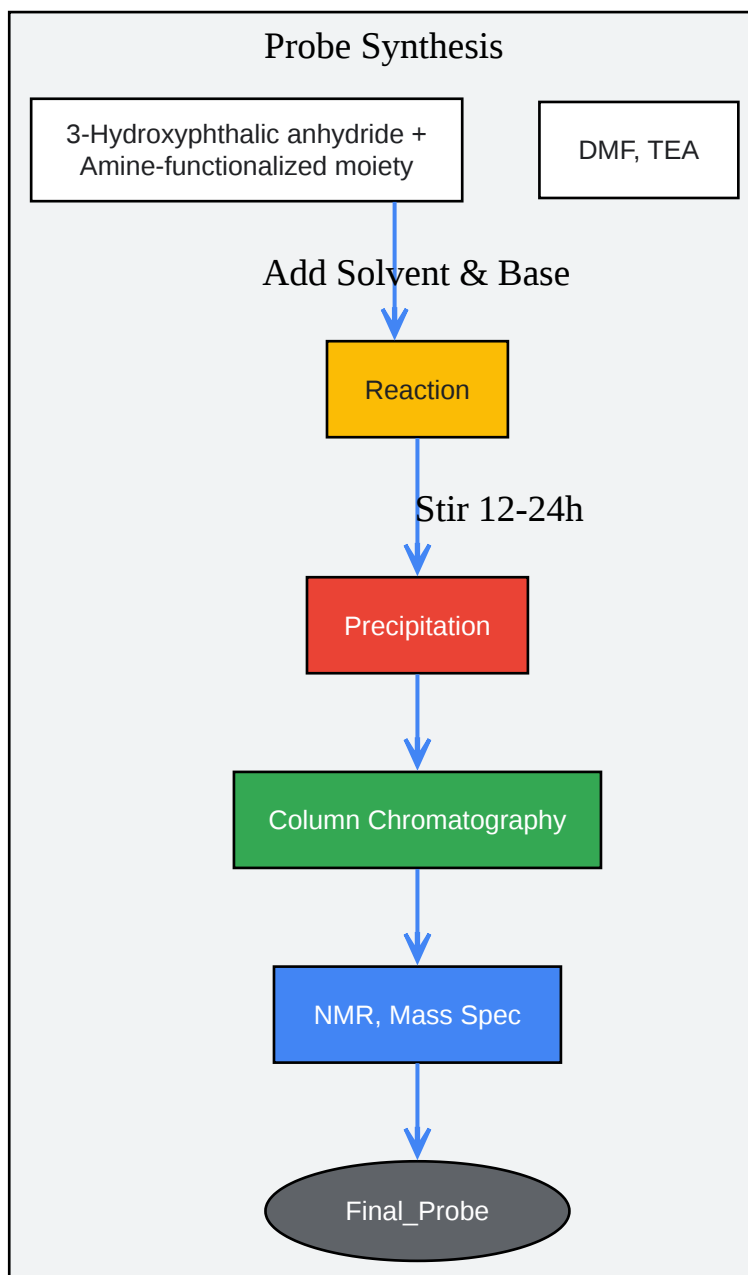 Probe Synthesis
3-Hydroxyphthalic anhydride +
Amine-functionalized moiety
DMF, TEA
Add Solvent & Base
Reaction
Stir 12-24h
Precipitation
Column Chromatography
NMR, Mass Spec
Final_Probe